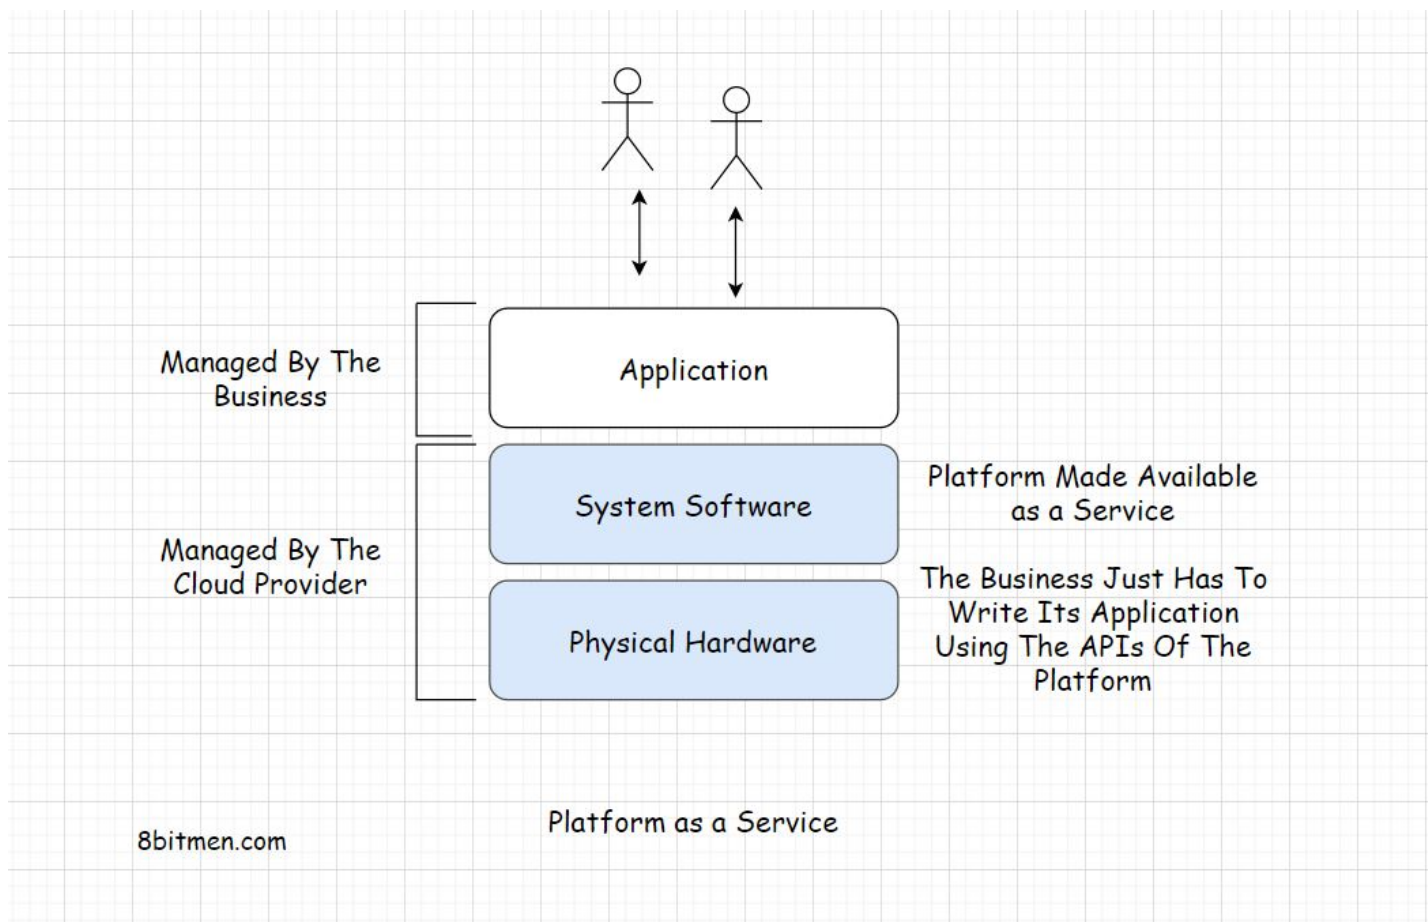 Application
Managed By The
Business
System Software
Platform Made Available
as a Service
Managed By The
Cloud Provider
Physical Hardware
The Business Just Has To
Write Its Application
Using The APIs Of The
Platform
Platform as a Service
8bitmen.com